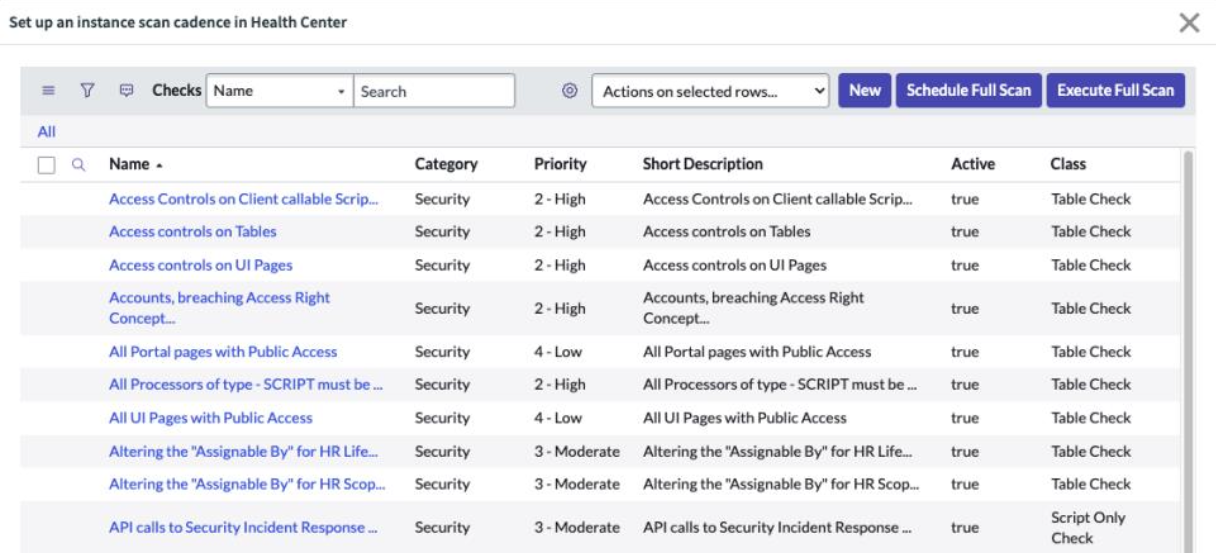 Set up an instance scan cadence in Health Center
Checks Name Search Actions on selected rows... New Schedule Full Scan Execute Full Scan
All
Name Category Priority Short Description Active Class
Access Controls on Client callable Scrip... Security 2 - High Access Controls on Client callable Scrip... true Table Check
Access controls on Tables Security 2 - High Access controls on Tables true Table Check
Access controls on UI Pages Security 2 - High Access controls on UI Pages true Table Check
Accounts, breaching Access Right
Concept... Security 2 - High Accounts, breaching Access Right
Concept... true Table Check
All Portal pages with Public Access Security 4 - Low All Portal pages with Public Access true Table Check
All Processors of type - SCRIPT must be ... Security 2 - High All Processors of type - SCRIPT must be ... true Table Check
All UI Pages with Public Access Security 4 - Low All UI Pages with Public Access true Table Check
Altering the "Assignable By" for HR Life... Security 3 - Moderate Altering the "Assignable By" for HR Life... true Table Check
Altering the "Assignable By" for HR Scop... Security 3 - Moderate Altering the "Assignable By" for HR Scop... true Table Check
API calls to Security Incident Response ... Security 3 - Moderate API calls to Security Incident Response ... true Script Only
Check